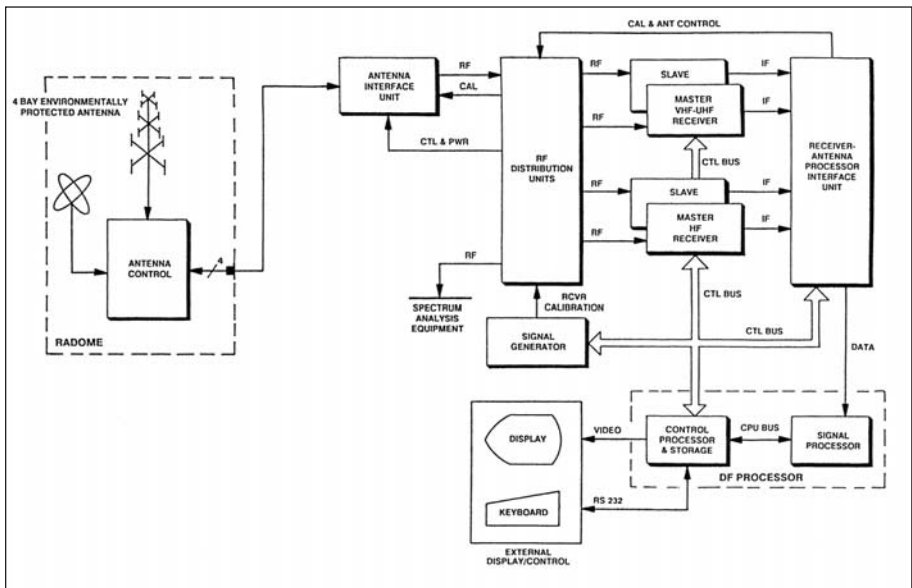 CAL & ANT CONTROL
4 BAY ENVIRONMENTALLY
PROTECTED ANTENNA
ANTENNA
CONTROL
4
RADOME
ANTENNA
INTERFACE
UNIT
RF
CAL
CTL & PWR
RF
DISTRIBUTION
UNITS
RF
SPECTRUM
ANALYSIS
EQUIPMENT
RCVR
CALIBRATION
SIGNAL
GENERATOR
RF
SLAVE
IF
RF
MASTER
VHF-UHF
RECEIVER
IF
CTL BUS
RF
SLAVE
IF
RF
MASTER
HF
RECEIVER
IF
RECEIVER-
ANTENNA
PROCESSOR
INTERFACE
UNIT
CTL BUS
CTL BUS
DATA
DISPLAY
KEYBOARD
EXTERNAL
DISPLAY/CONTROL
VIDEO
RS 232
CONTROL
PROCESSOR
& STORAGE
CPU BUS
SIGNAL
PROCESSOR
DF PROCESSOR